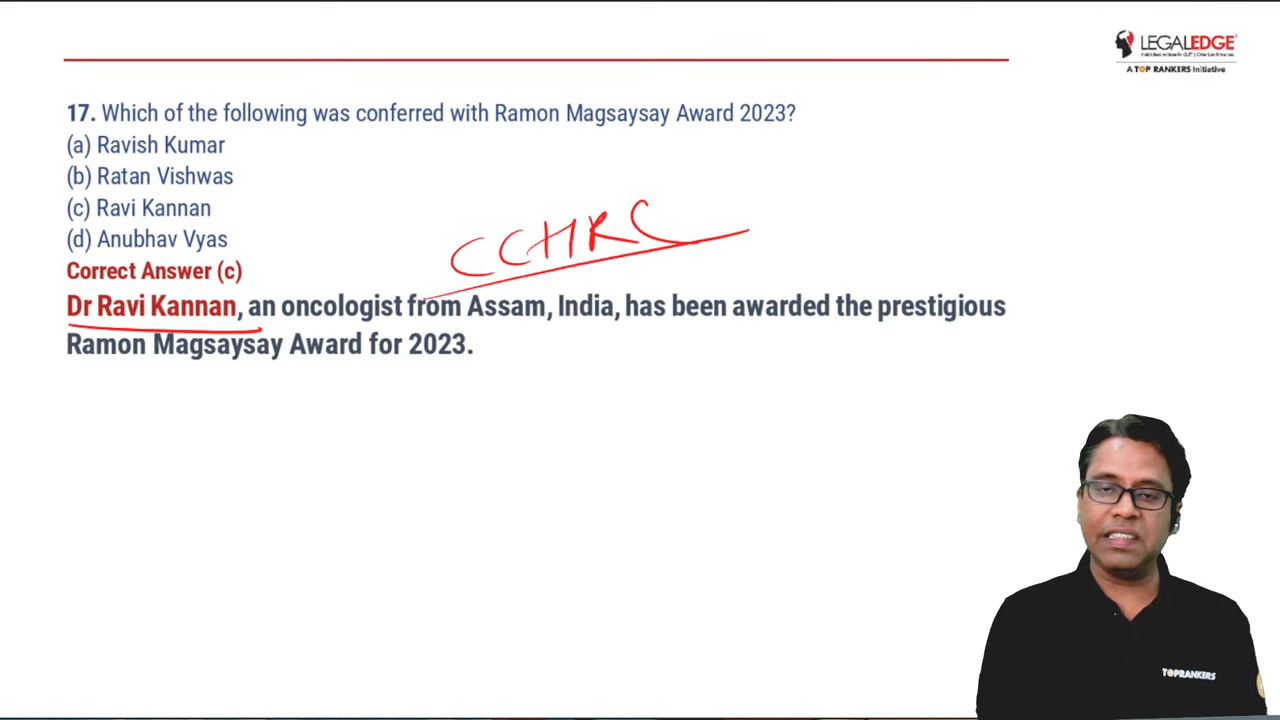 LEGALEDGE
A TOP RANKERS Initiative
17. Which of the following was conferred with Ramon Magsaysay Award 2023?
(a) Ravish Kumar
(b) Ratan Vishwas
(c) Ravi Kannan
(d) Anubhav Vyas
CCHRC
Correct Answer (c)
Dr Ravi Kannan, an oncologist from Assam, India, has been awarded the prestigious
Ramon Magsaysay Award for 2023.
TOPRANKERS